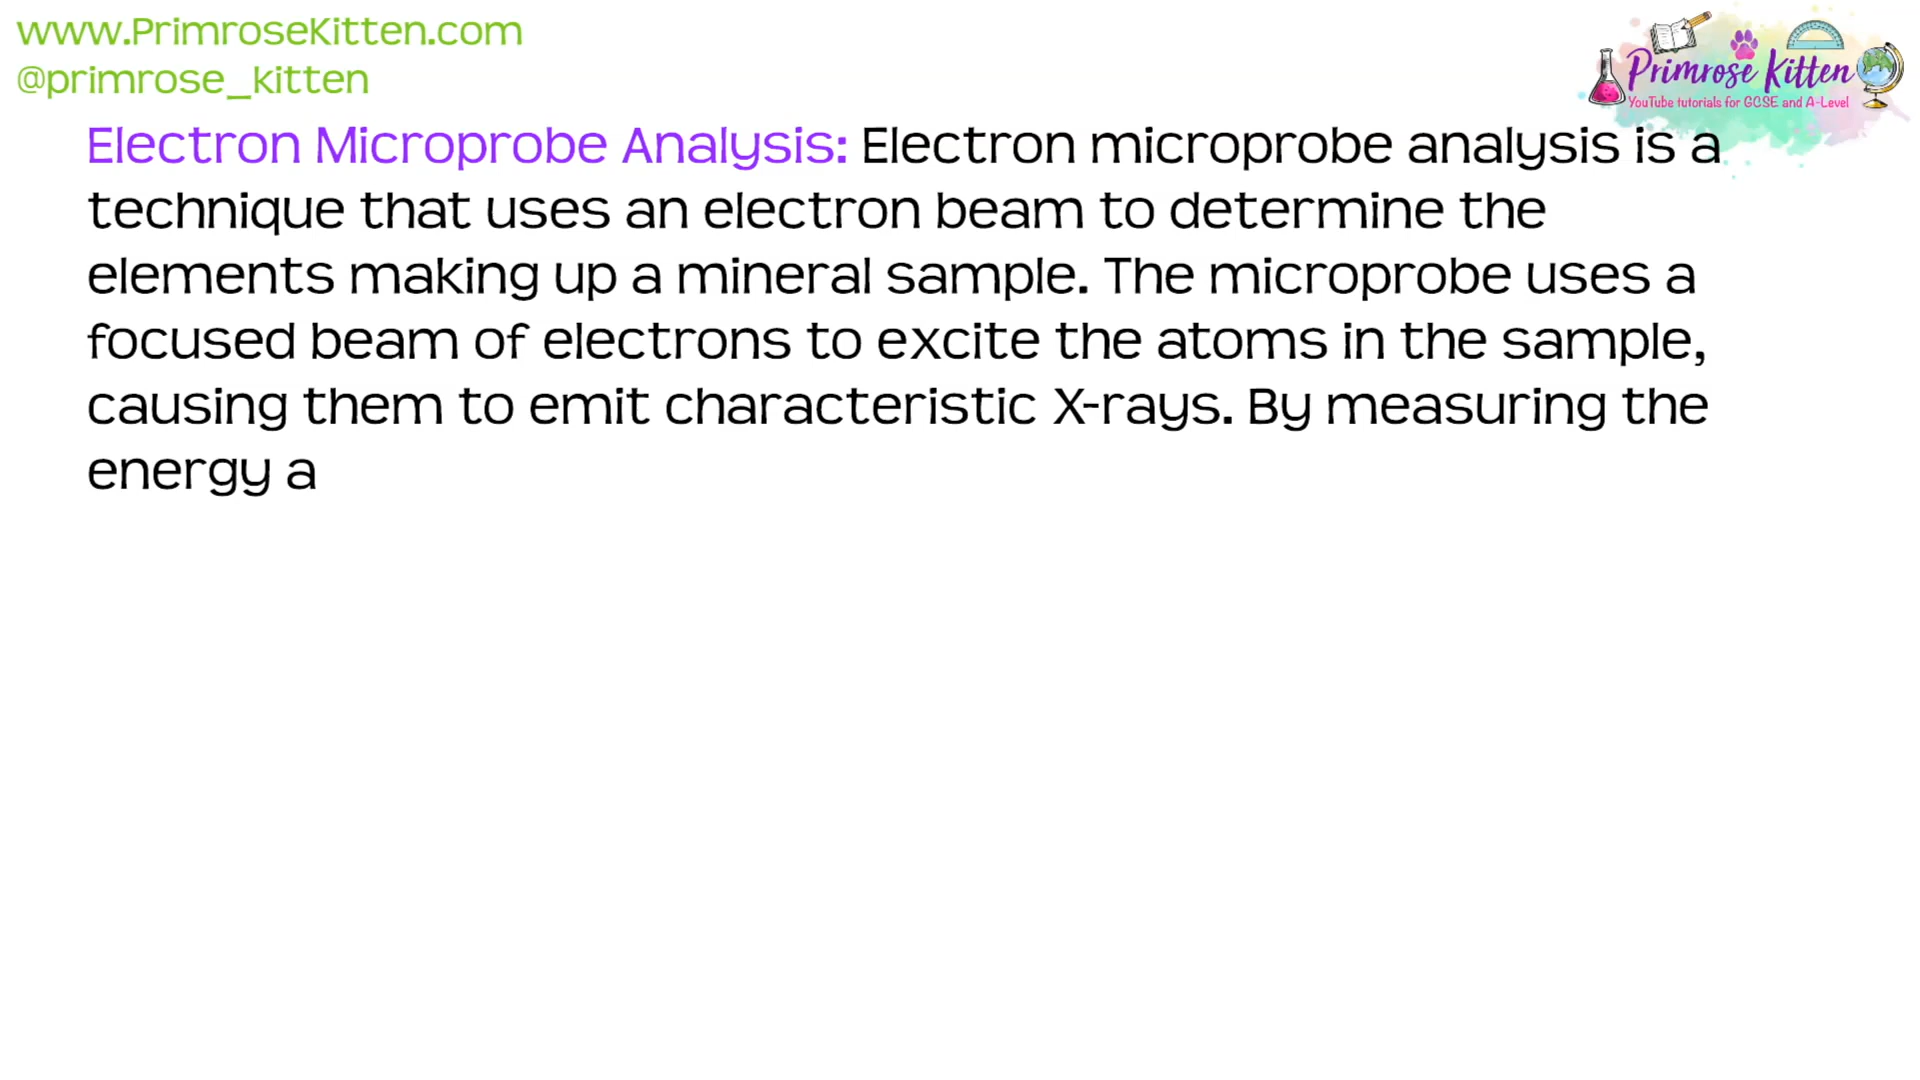 www.PrimroseKitten.com
@primrose_kitten
Primrose Kitten
YouTube tutorials for GCSE and A-Level
Electron Microprobe Analysis: Electron microprobe analysis is a
technique that uses an electron beam to determine the
elements making up a mineral sample. The microprobe uses a
focused beam of electrons to excite the atoms in the sample,
causing them to emit characteristic X-rays. By measuring the
energy a